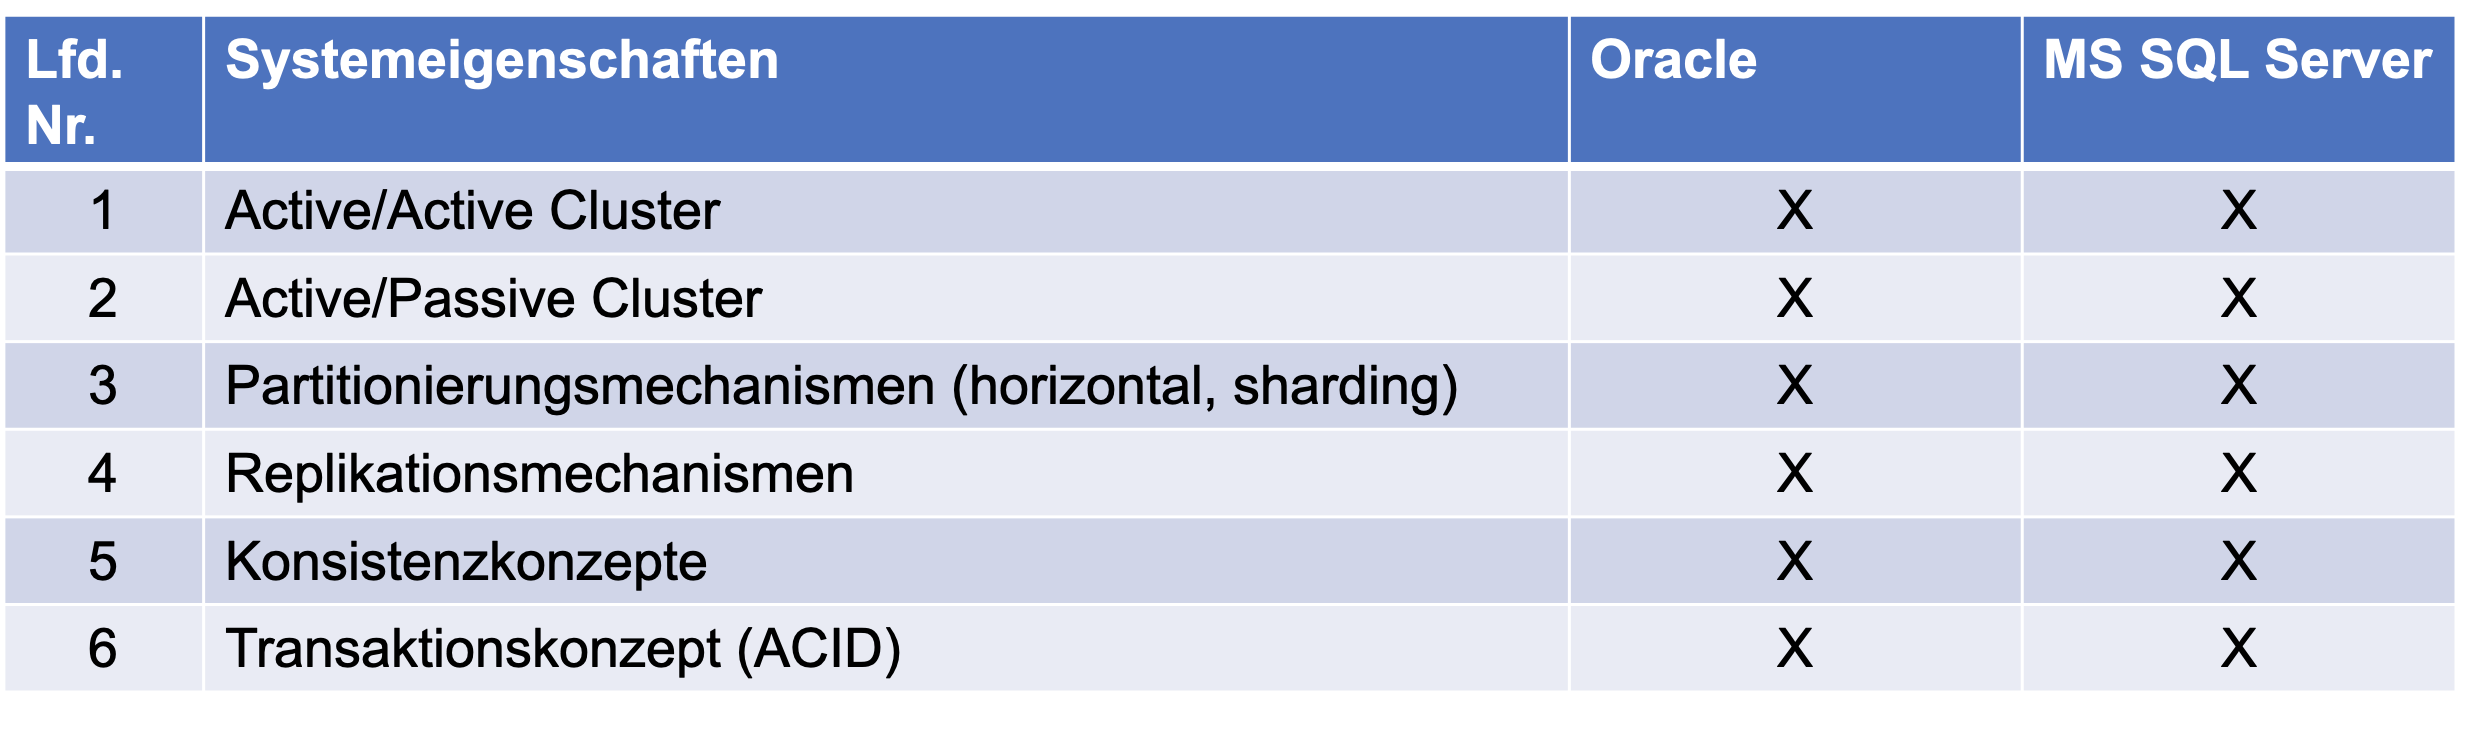 Lfd. Nr. Systemeigenschaften Oracle MS SQL Server
1 Active/Active Cluster X X
2 Active/Passive Cluster X X
3 Partitionierungsmechanismen (horizontal, sharding) X X
4 Replikationsmechanismen X X
5 Konsistenzkonzepte X X
6 Transaktionskonzept (ACID) X X